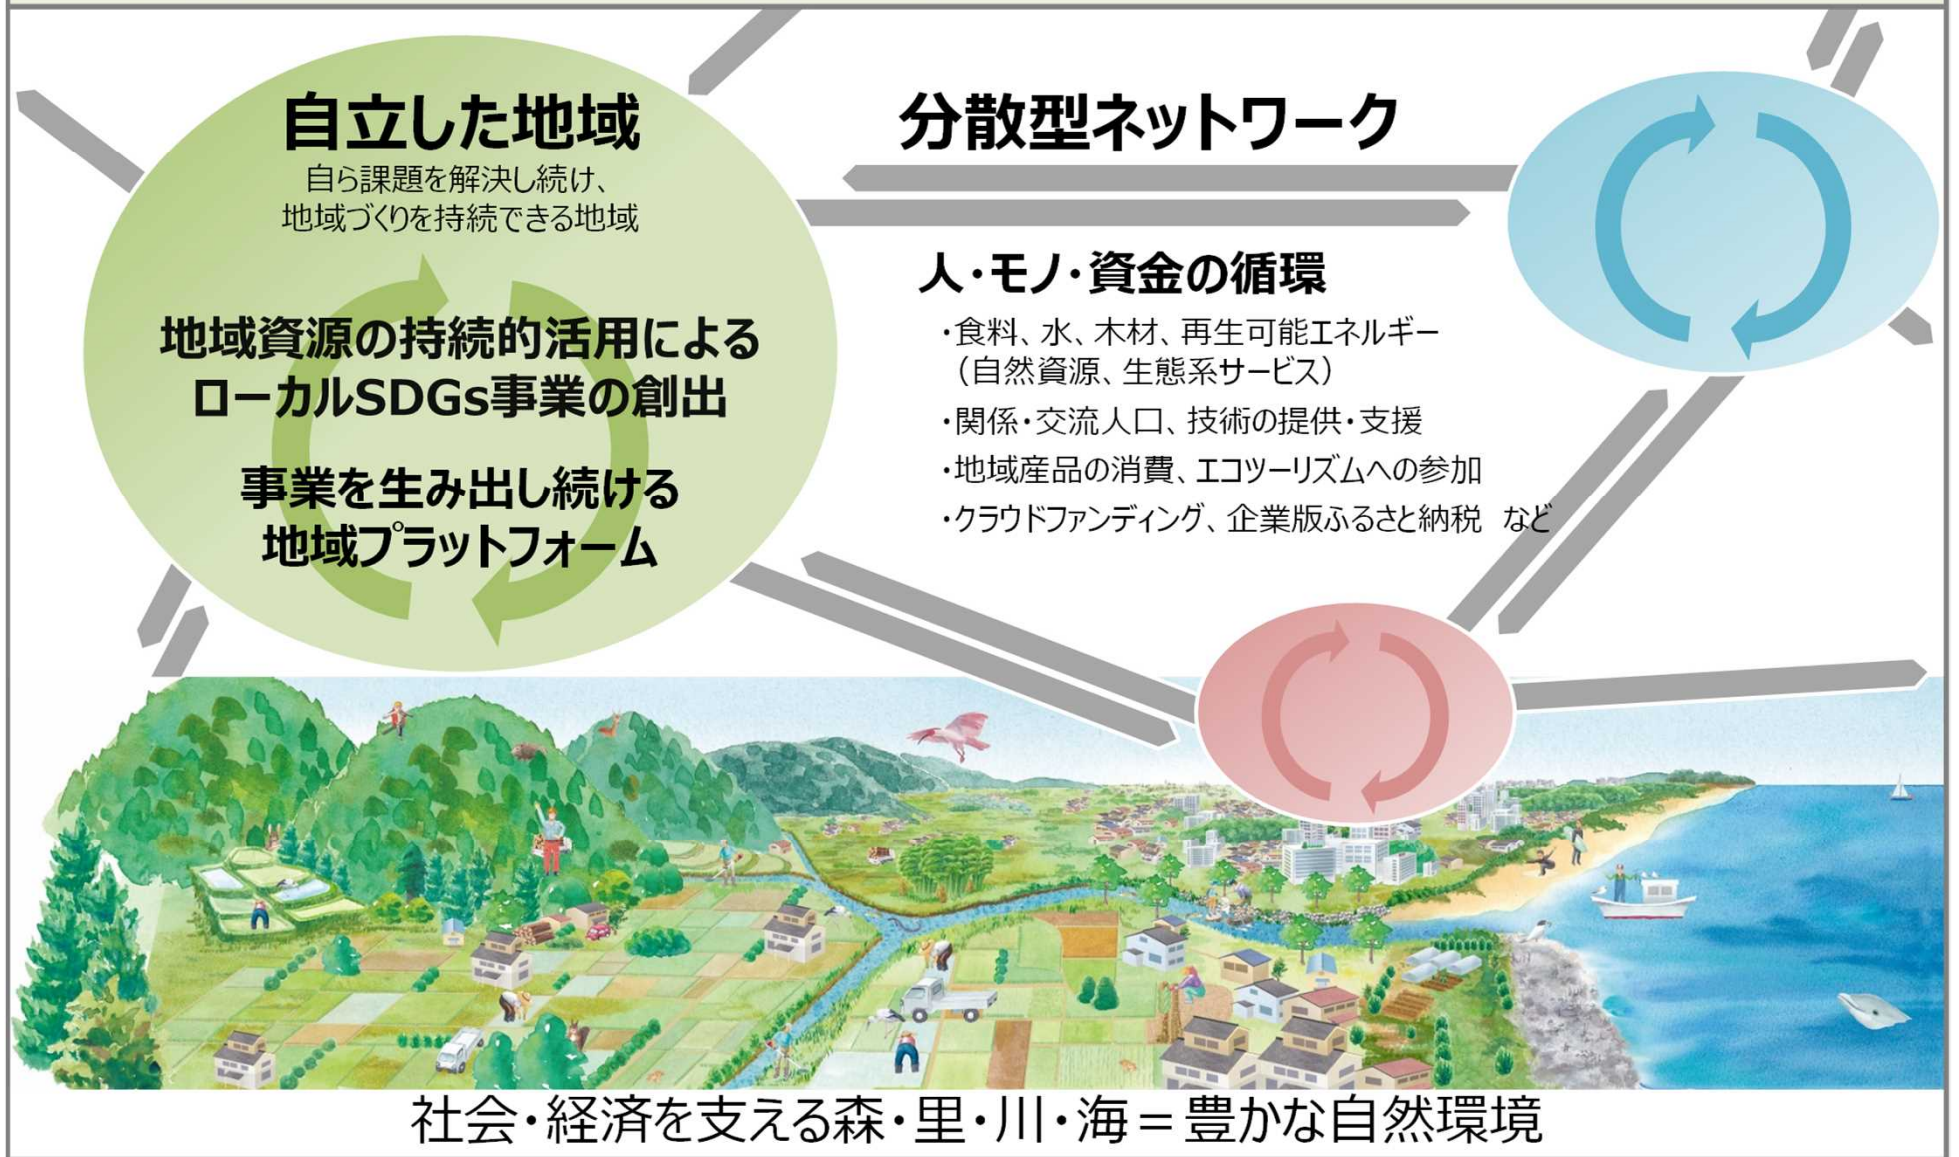 自立した地域
自ら課題を解決し続け、
地域づくりを持続できる地域
地域資源の持続的活用による
ローカルSDGs事業の創出
事業を生み出し続ける
地域プラットフォーム
分散型ネットワーク
人・モノ・資金の循環
・食料、水、木材、再生可能エネルギー
（自然資源、生態系サービス）
・関係・交流人口、技術の提供・支援
・地域産品の消費、エコツーリズムへの参加
・クラウドファンディング、企業版ふるさと納税　など
社会・経済を支える森・里・川・海＝豊かな自然環境